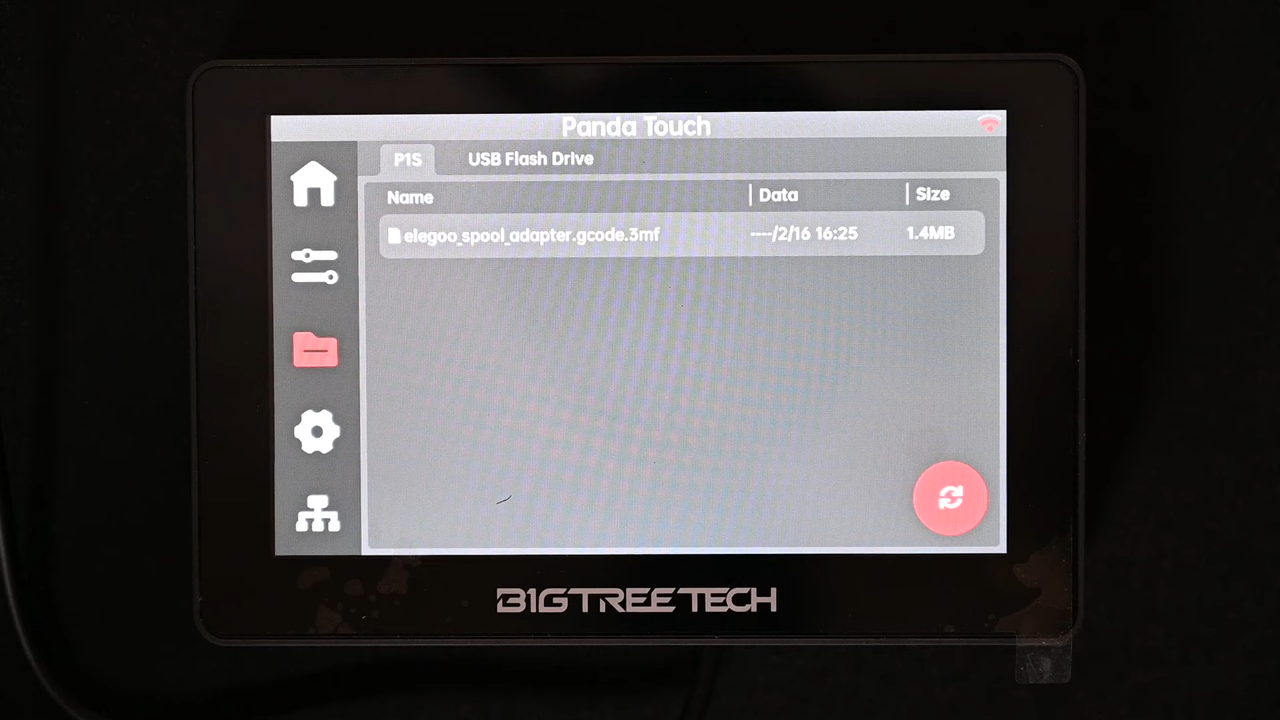 Panda Touch
P1S USB Flash Drive
Name Data Size
elegoo_spool_adapter.gcode.3mf ----/2/16 16:25 1.4MB
BIGTREETECH